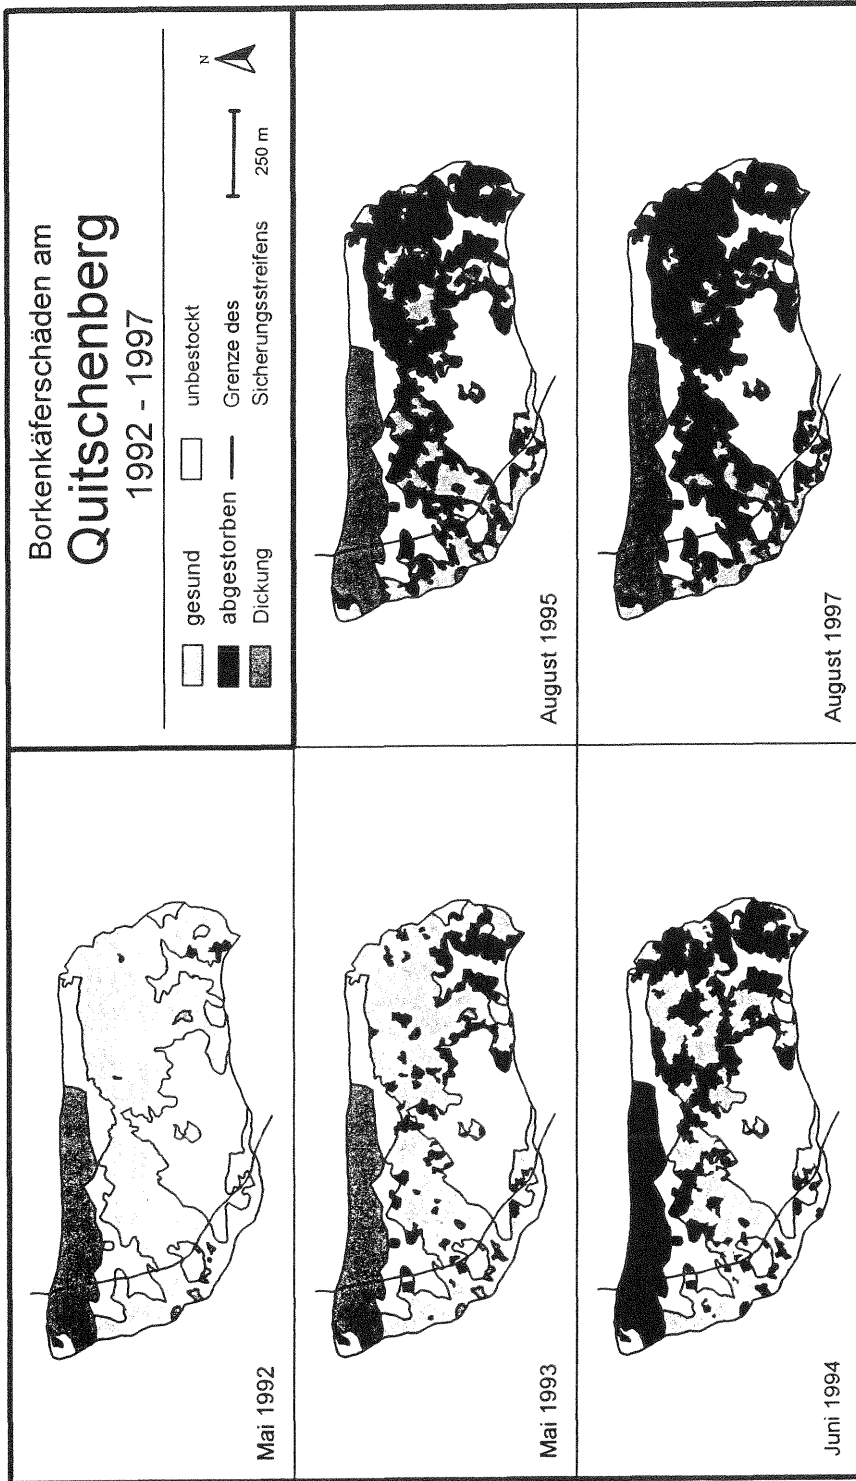 Borkenkäferschäden am
Quitschenberg
1992 - 1997
gesund
unbestockt
abgestorben
Grenze des
Sicherungsstreifens
Dickung
N
250 m
Mai 1992
August 1995
Mai 1993
August 1997
Juni 1994